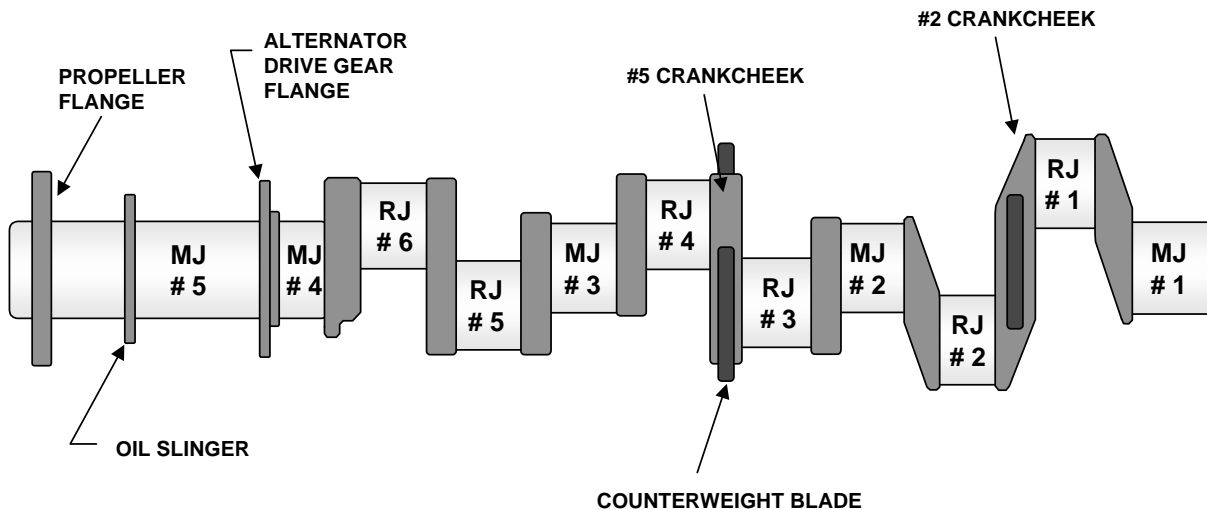 #2 CRANKCHEEK
ALTERNATOR
DRIVE GEAR
FLANGE
PROPELLER
FLANGE
#5 CRANKCHEEK
MJ
# 5
MJ
# 4
RJ
# 6
RJ
# 5
MJ
# 3
RJ
# 4
RJ
# 3
MJ
# 2
RJ
# 2
RJ
# 1
MJ
# 1
OIL SLINGER
COUNTERWEIGHT BLADE